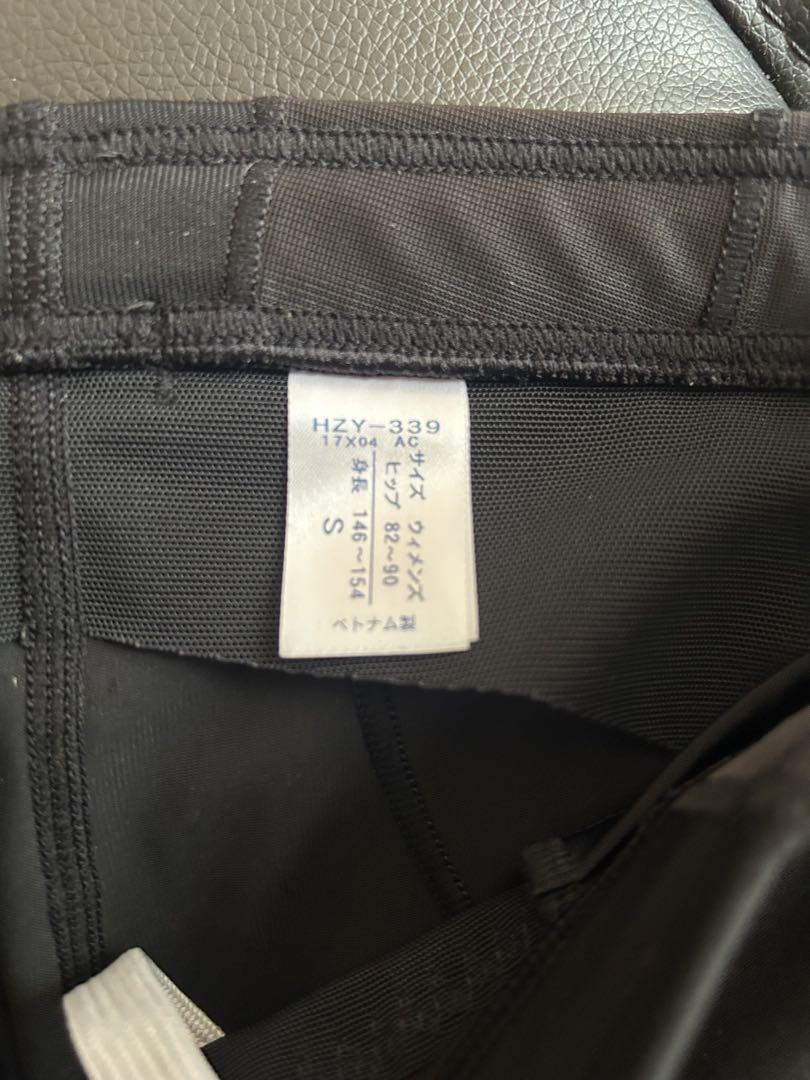 HZY-339
17X04 AC
サイズ ウィメンズ
ヒップ 82〜90
身長 146〜154
S
ベトナム製